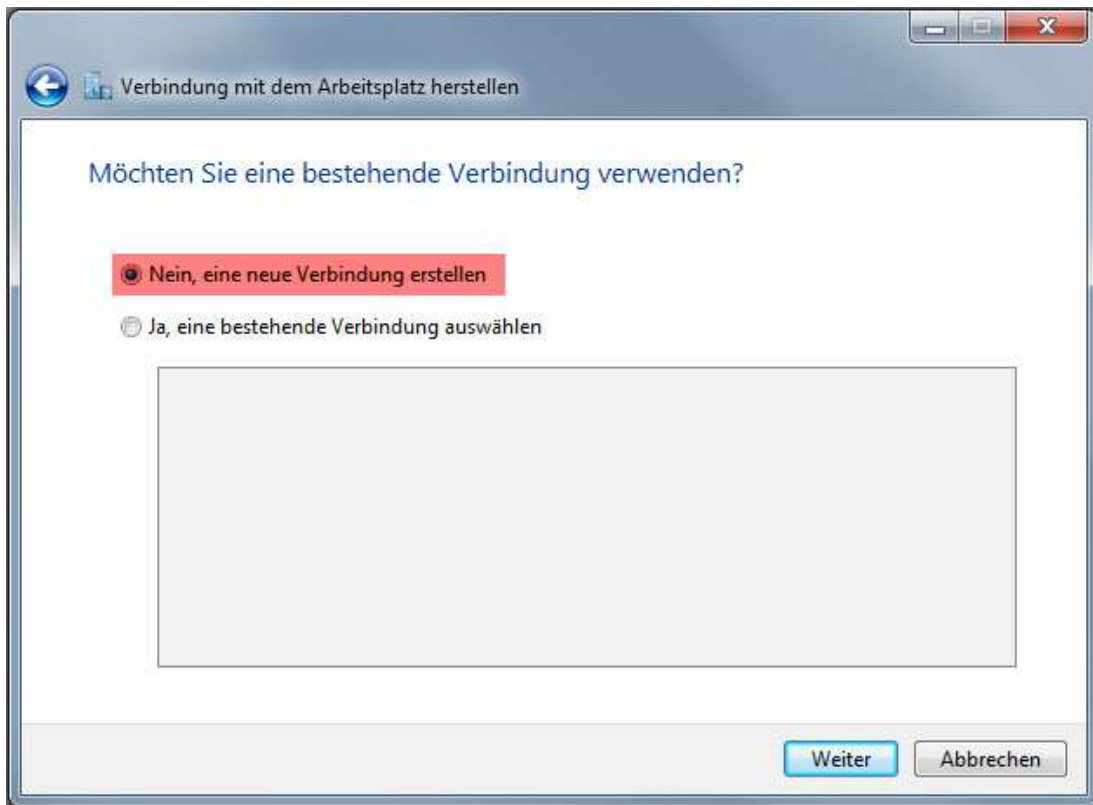 Verbindung mit dem Arbeitsplatz herstellen
Möchten Sie eine bestehende Verbindung verwenden?
Nein, eine neue Verbindung erstellen
Ja, eine bestehende Verbindung auswählen
Weiter Abbrechen